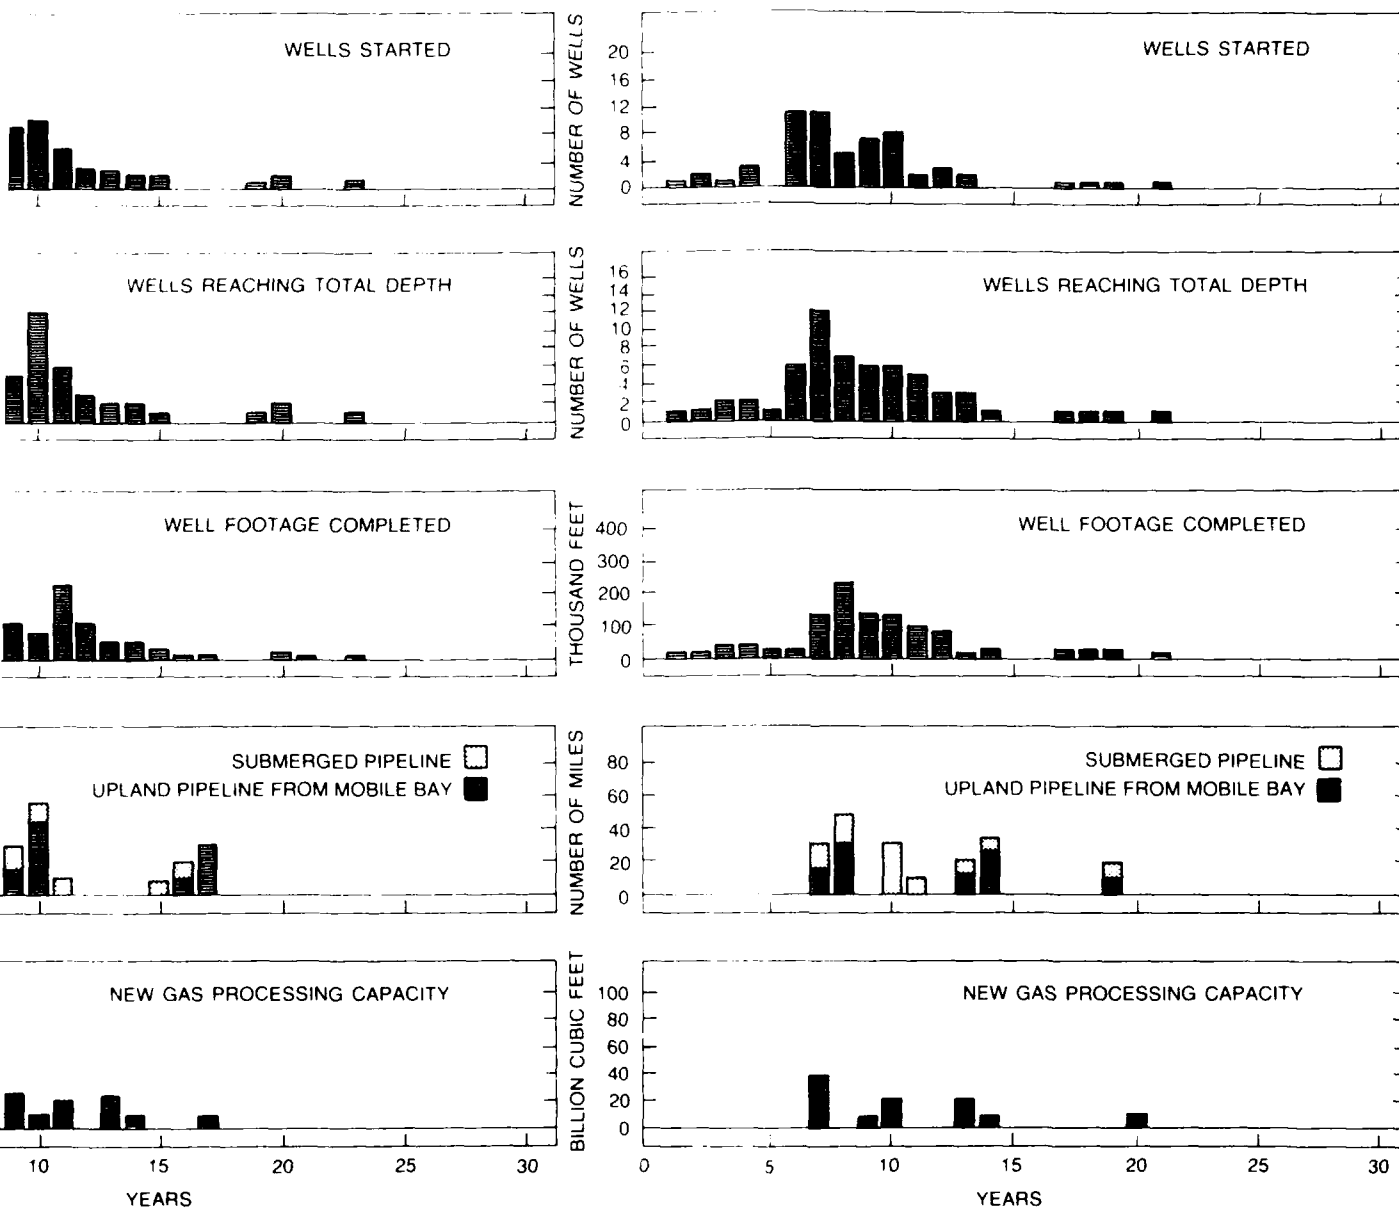 WELLS STARTED
WELLS REACHING TOTAL DEPTH
WELL FOOTAGE COMPLETED
SUBMERGED PIPELINE
UPLAND PIPELINE FROM MOBILE BAY
NEW GAS PROCESSING CAPACITY
10 15 20 25 30
YEARS
NUMBER OF WELLS
20
16
12
8
4
0
WELLS STARTED
NUMBER OF WELLS
16
14
12
10
8
6
4
2
0
WELLS REACHING TOTAL DEPTH
THOUSAND FEET
400
300
200
100
0
WELL FOOTAGE COMPLETED
NUMBER OF MILES
80
60
40
20
0
SUBMERGED PIPELINE
UPLAND PIPELINE FROM MOBILE BAY
BILLION CUBIC FEET
100
80
60
40
20
0
NEW GAS PROCESSING CAPACITY
0 5 10 15 20 25 30
YEARS